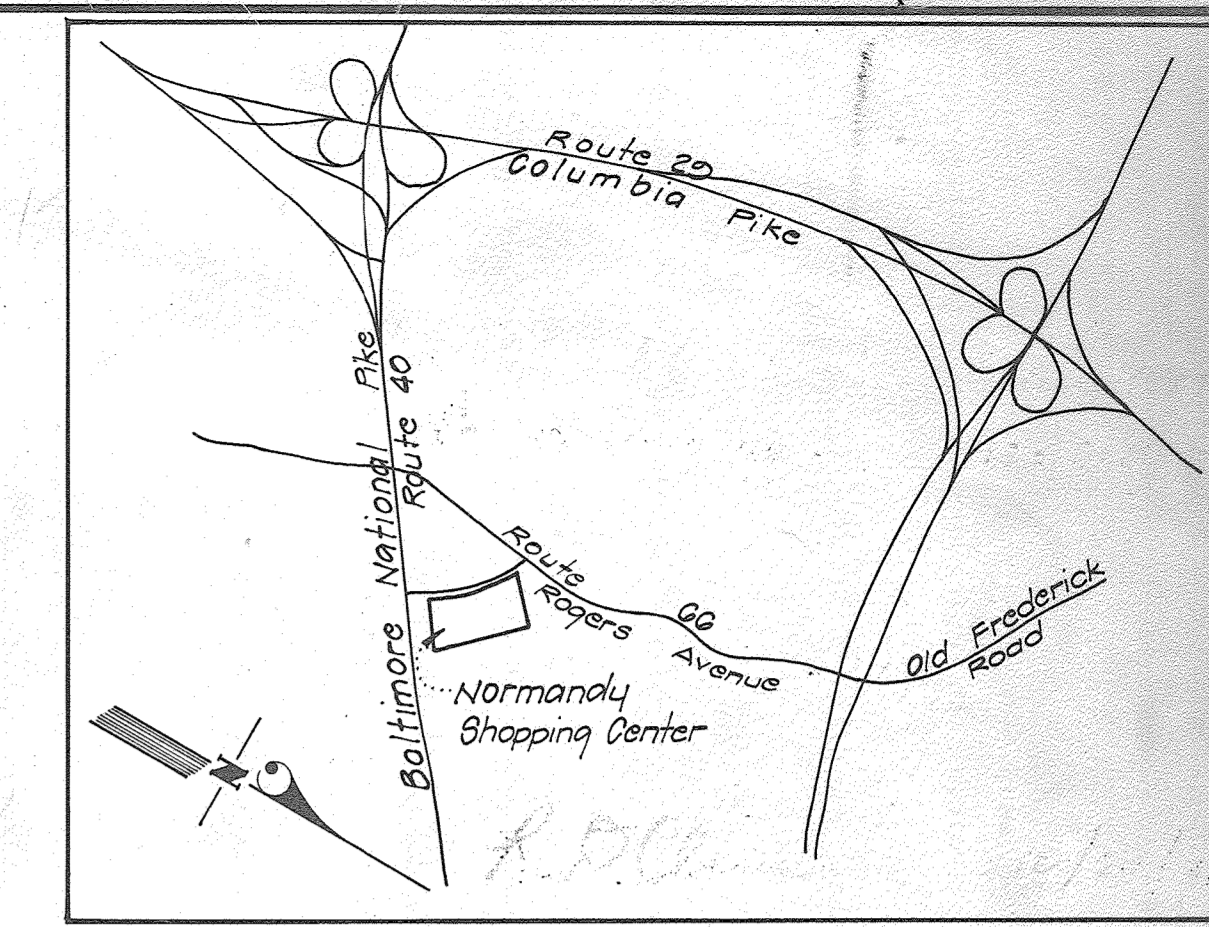 Route 29
Columbia Pike
Baltimore National Pike
Route 40
Route 66
Rogers Avenue
Old Frederick
Road
Normandy
Shopping Center
N